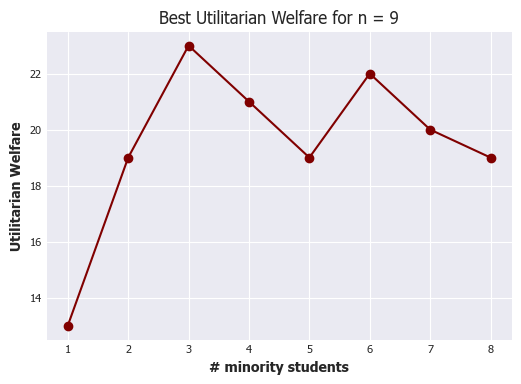 Best Utilitarian Welfare for n = 9
Utilitarian Welfare
22
20
18
16
14
1 2 3 4 5 6 7 8
# minority students